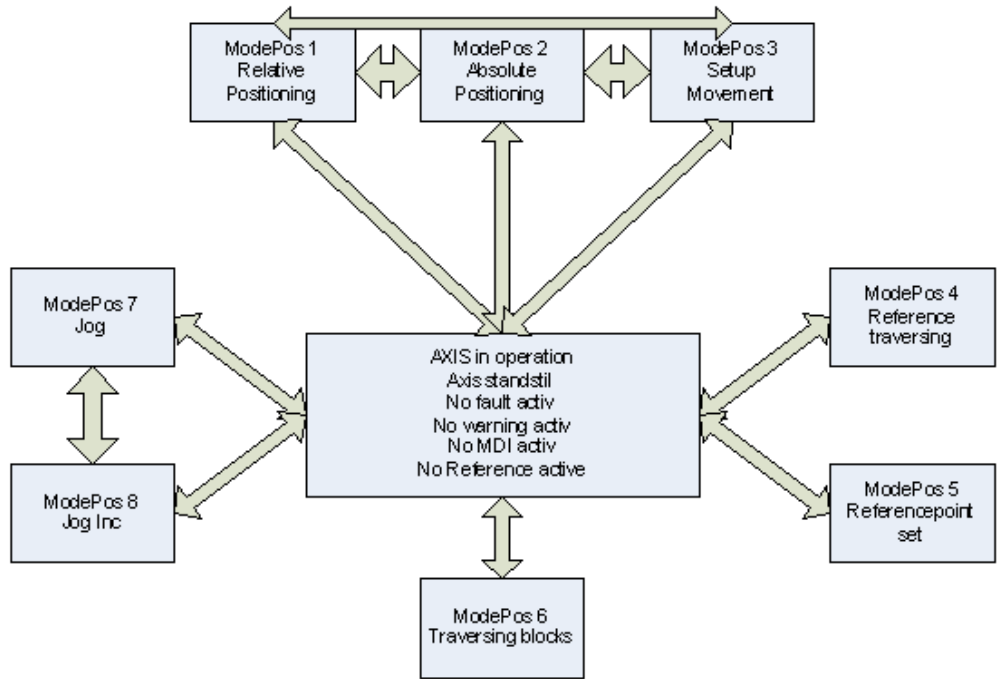 ModePos 1
Relative
Positioning
ModePos 2
Absolute
Positioning
ModePos 3
Setup
Movement
ModePos 7
Jog
ModePos 4
Reference
traversing
AXIS in operation
Axis standstil
No fault activ
No warning activ
No MDI activ
No Reference active
ModePos 8
Jog Inc
ModePos 5
Referencepoint
set
ModePos 6
Traversing blocks